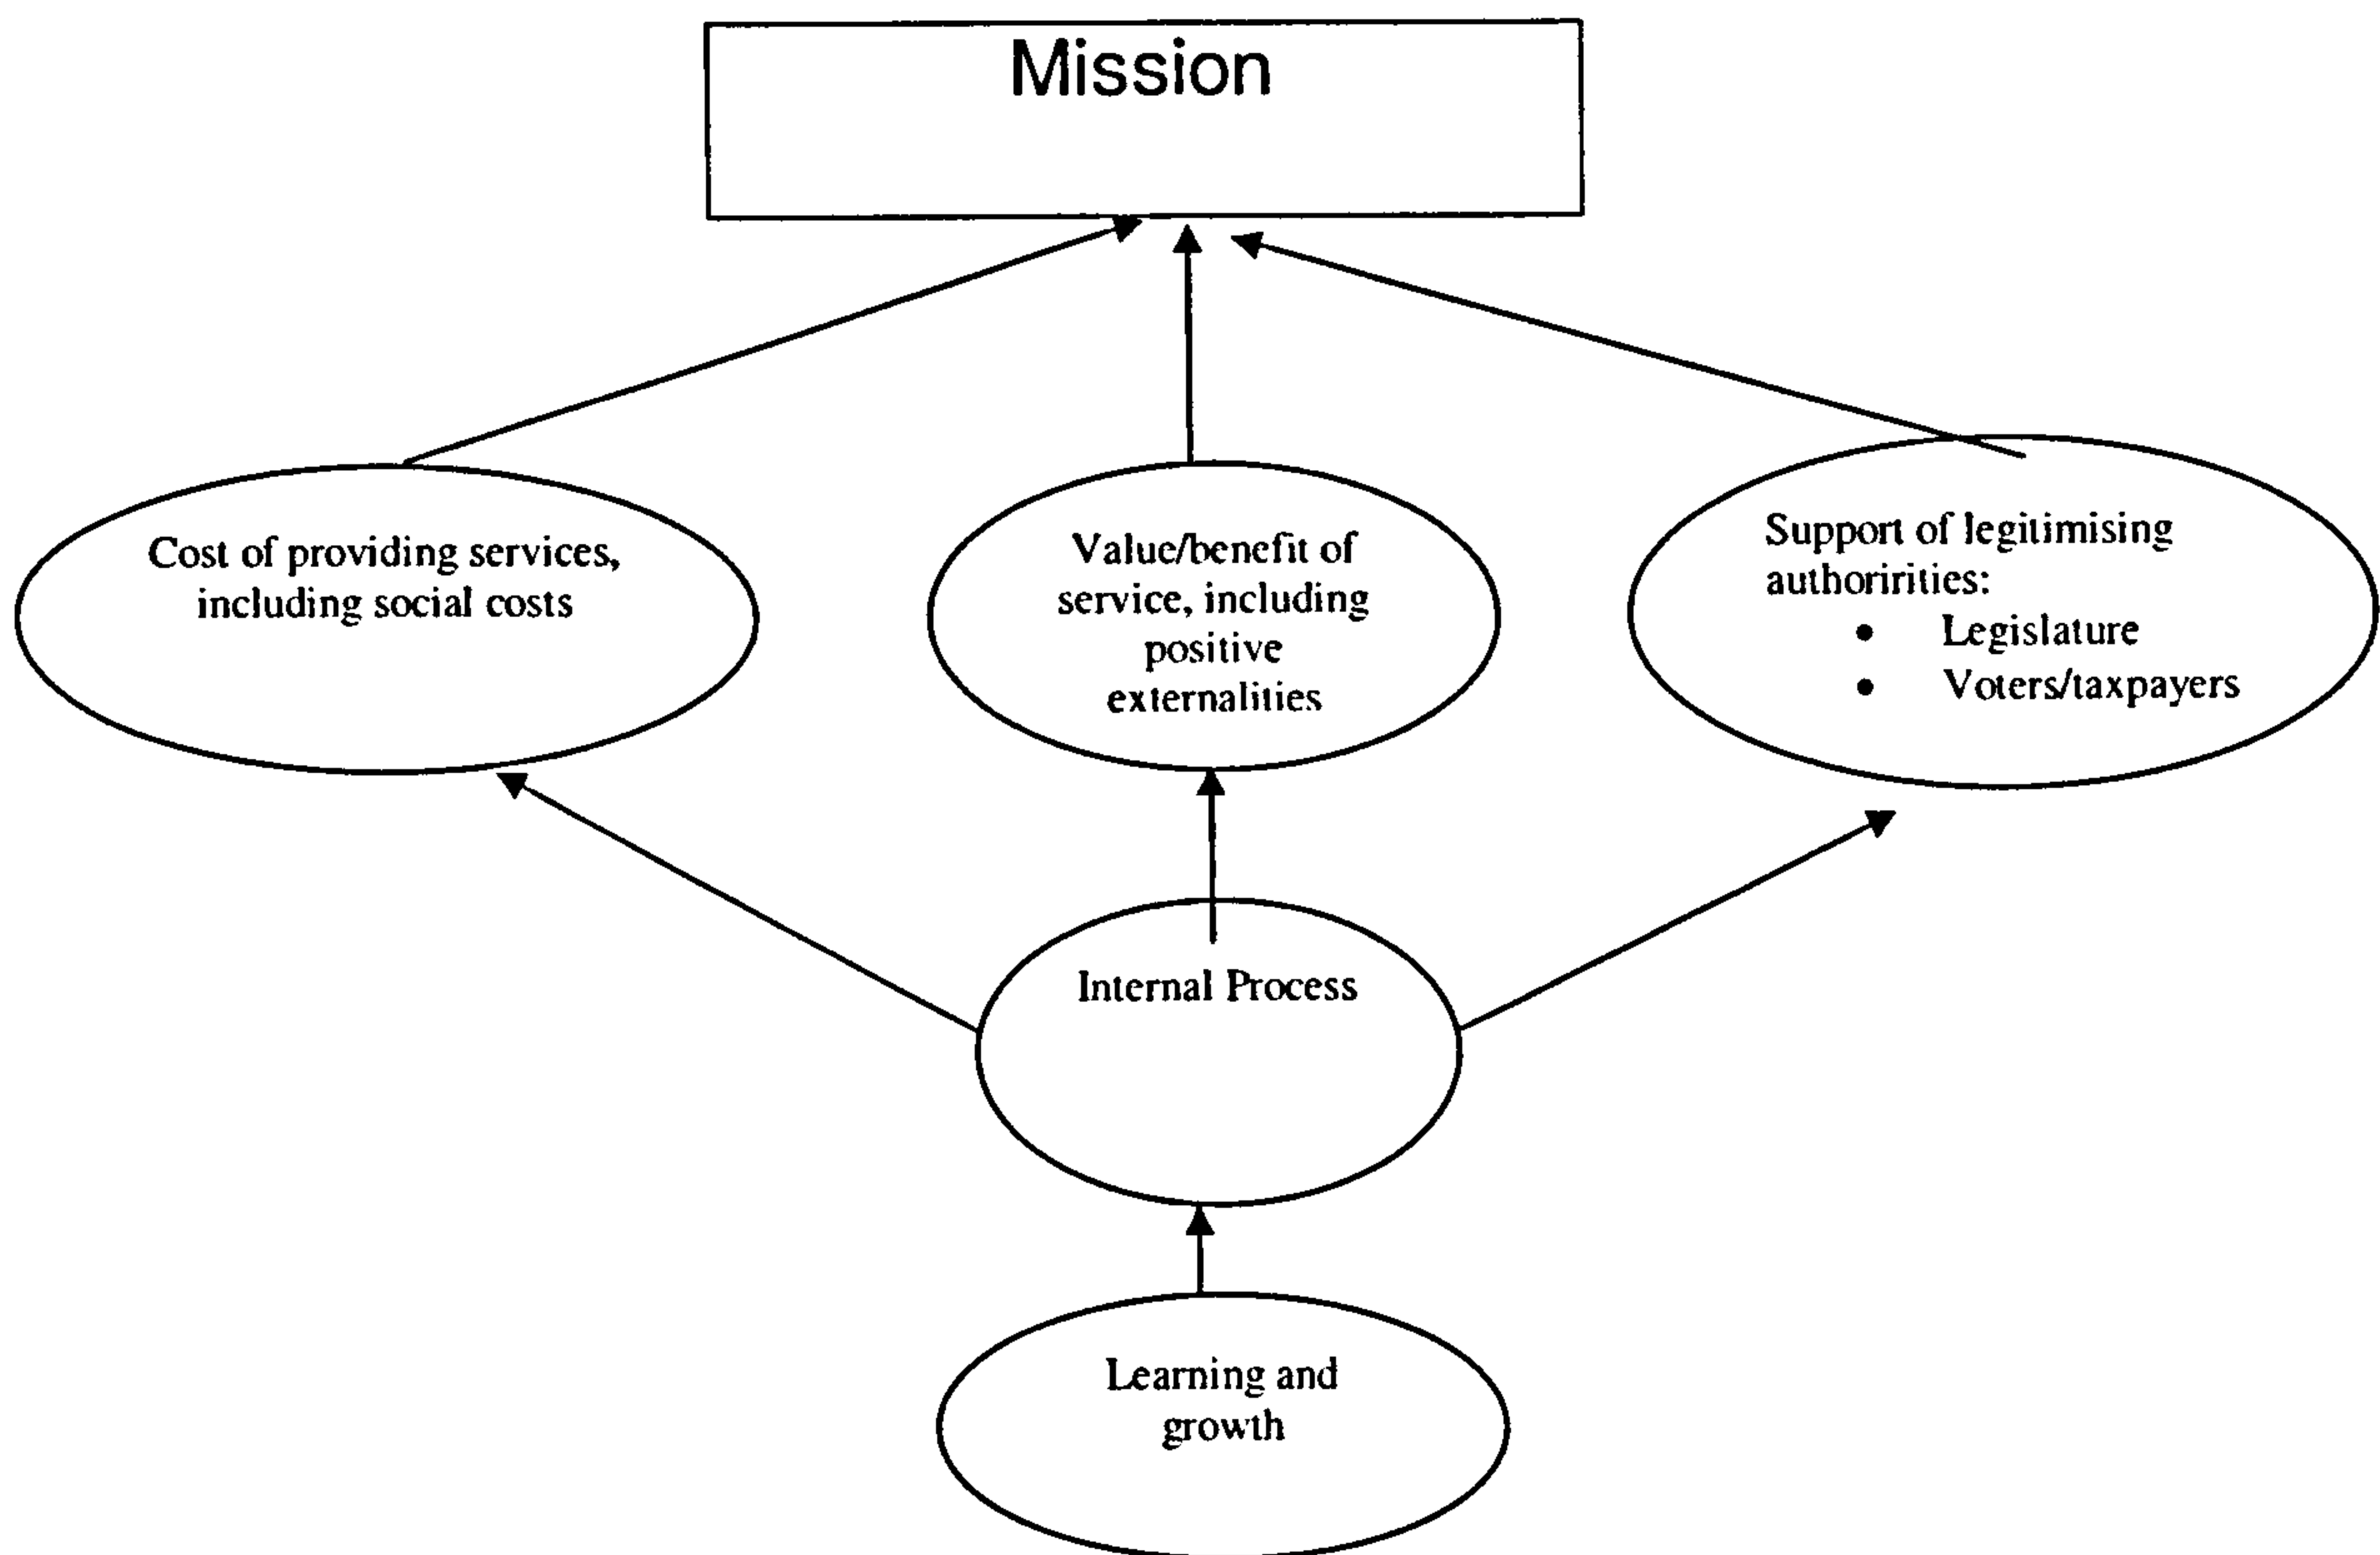 Mission
Cost of providing services,
including social costs
Value/benefit of
service, including
positive
externalities
Support of legitimising
authoririties:
• Legislature
• Voters/taxpayers
Internal Process
Learning and
growth